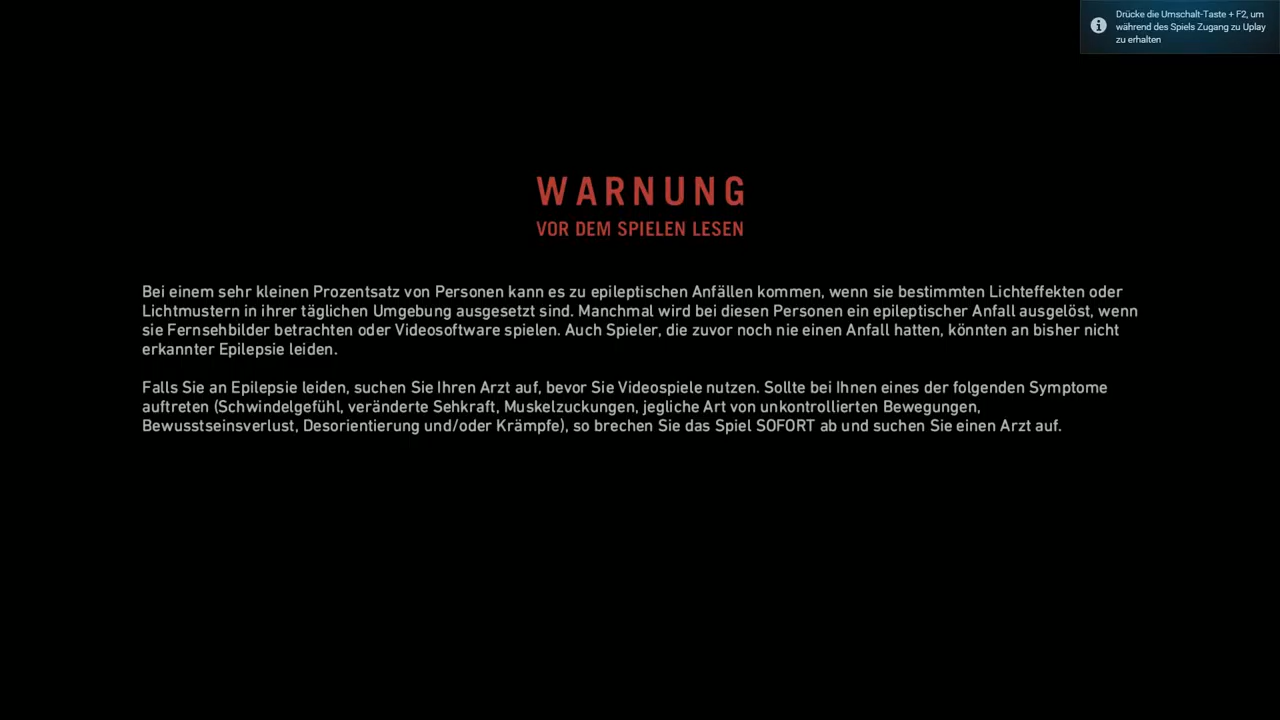 Drücke die Umschalt-Taste + F2, um
während des Spiels Zugang zu Uplay
zu erhalten
WARNUNG
VOR DEM SPIELEN LESEN
Bei einem sehr kleinen Prozentsatz von Personen kann es zu epileptischen Anfällen kommen, wenn sie bestimmten Lichteffekten oder
Lichtmustern in ihrer täglichen Umgebung ausgesetzt sind. Manchmal wird bei diesen Personen ein epileptischer Anfall ausgelöst, wenn
sie Fernsehbilder betrachten oder Videosoftware spielen. Auch Spieler, die zuvor noch nie einen Anfall hatten, könnten an bisher nicht
erkannter Epilepsie leiden.
Falls Sie an Epilepsie leiden, suchen Sie Ihren Arzt auf, bevor Sie Videospiele nutzen. Sollte bei Ihnen eines der folgenden Symptome
auftreten (Schwindelgefühl, veränderte Sehkraft, Muskelzuckungen, jegliche Art von unkontrollierten Bewegungen,
Bewusstseinsverlust, Desorientierung und/oder Krämpfe), so brechen Sie das Spiel SOFORT ab und suchen Sie einen Arzt auf.